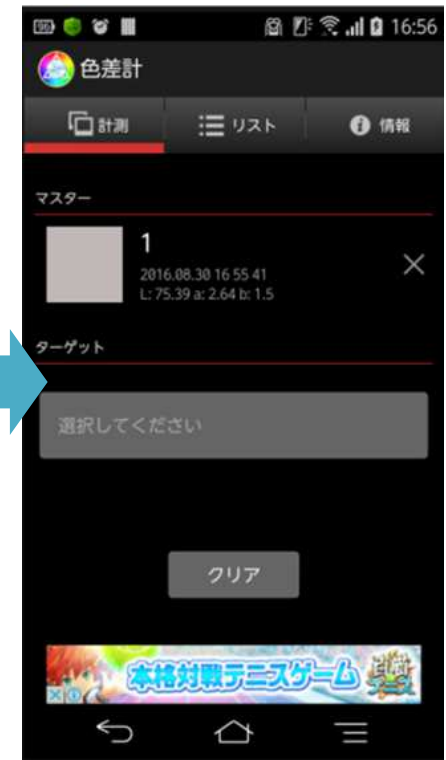 96
16:56
色差計
計測
リスト
情報
マスター
1
2016.08.30 16 55 41
L: 75.39 a: 2.64 b: 1.5
ターゲット
選択してください
クリア
本格対戦テニスゲーム